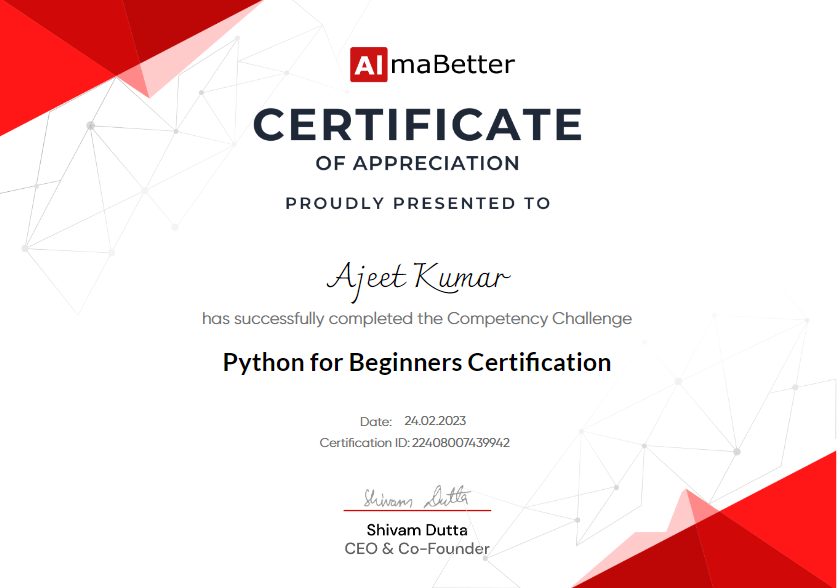 AlmaBetter
CERTIFICATE
OF APPRECIATION
PROUDLY PRESENTED TO
Ajeet Kumar
has successfully completed the Competency Challenge
Python for Beginners Certification
Date: 24.02.2023
Certification ID: 22408007439942
Shivam Dutta
Shivam Dutta
CEO & Co-Founder